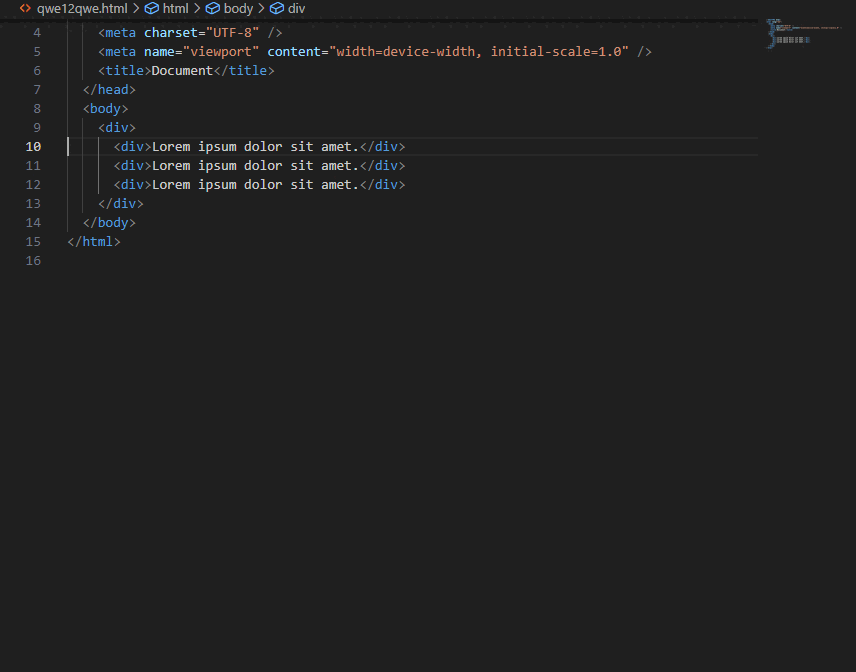 qwe12qwe.html > html > body > div
4 <meta charset="UTF-8" />
5 <meta name="viewport" content="width=device-width, initial-scale=1.0" />
6 <title>Document</title>
7 </head>
8 <body>
9 <div>
10 <div>Lorem ipsum dolor sit amet.</div>
11 <div>Lorem ipsum dolor sit amet.</div>
12 <div>Lorem ipsum dolor sit amet.</div>
13 </div>
14 </body>
15 </html>
16